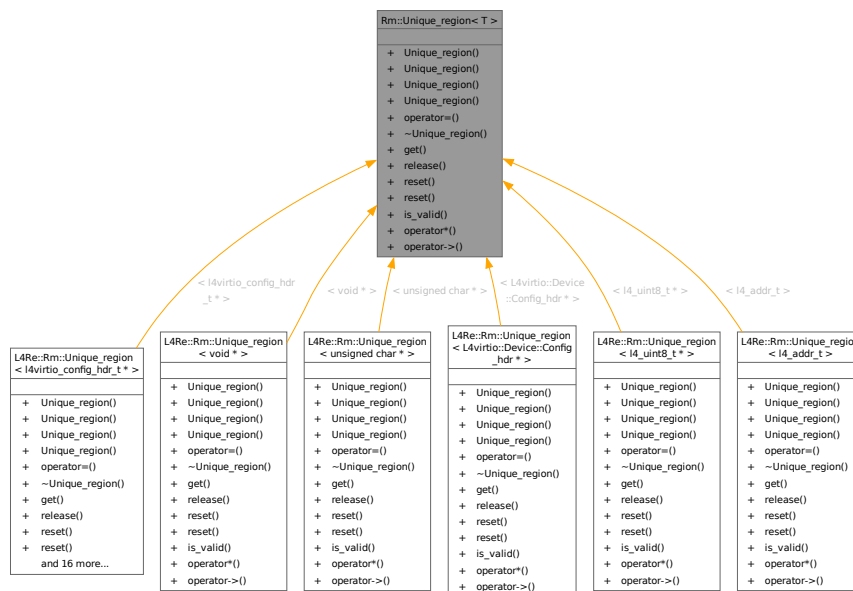 Rm::Unique_region< T >
+ Unique_region()
+ Unique_region()
+ Unique_region()
+ Unique_region()
+ operator=()
+ ~Unique_region()
+ get()
+ release()
+ reset()
+ reset()
+ is_valid()
+ operator*()
+ operator->()
< l4virtio_config_hdr
_t * >
< void * >
< unsigned char * >
< L4virtio::Device
::Config_hdr * >
< l4_uint8_t * >
< l4_addr_t >
L4Re::Rm::Unique_region
< l4virtio_config_hdr_t * >
+ Unique_region()
+ Unique_region()
+ Unique_region()
+ Unique_region()
+ operator=()
+ ~Unique_region()
+ get()
+ release()
+ reset()
+ reset()
and 16 more...
L4Re::Rm::Unique_region
< void * >
+ Unique_region()
+ Unique_region()
+ Unique_region()
+ Unique_region()
+ operator=()
+ ~Unique_region()
+ get()
+ release()
+ reset()
+ reset()
+ is_valid()
+ operator*()
+ operator->()
L4Re::Rm::Unique_region
< unsigned char * >
+ Unique_region()
+ Unique_region()
+ Unique_region()
+ Unique_region()
+ operator=()
+ ~Unique_region()
+ get()
+ release()
+ reset()
+ reset()
+ is_valid()
+ operator*()
+ operator->()
L4Re::Rm::Unique_region
< L4virtio::Device::Config
_hdr * >
+ Unique_region()
+ Unique_region()
+ Unique_region()
+ Unique_region()
+ operator=()
+ ~Unique_region()
+ get()
+ release()
+ reset()
+ reset()
+ is_valid()
+ operator*()
+ operator->()
L4Re::Rm::Unique_region
< l4_uint8_t * >
+ Unique_region()
+ Unique_region()
+ Unique_region()
+ Unique_region()
+ operator=()
+ ~Unique_region()
+ get()
+ release()
+ reset()
+ reset()
+ is_valid()
+ operator*()
+ operator->()
L4Re::Rm::Unique_region
< l4_addr_t >
+ Unique_region()
+ Unique_region()
+ Unique_region()
+ Unique_region()
+ operator=()
+ ~Unique_region()
+ get()
+ release()
+ reset()
+ reset()
+ is_valid()
+ operator*()
+ operator->()